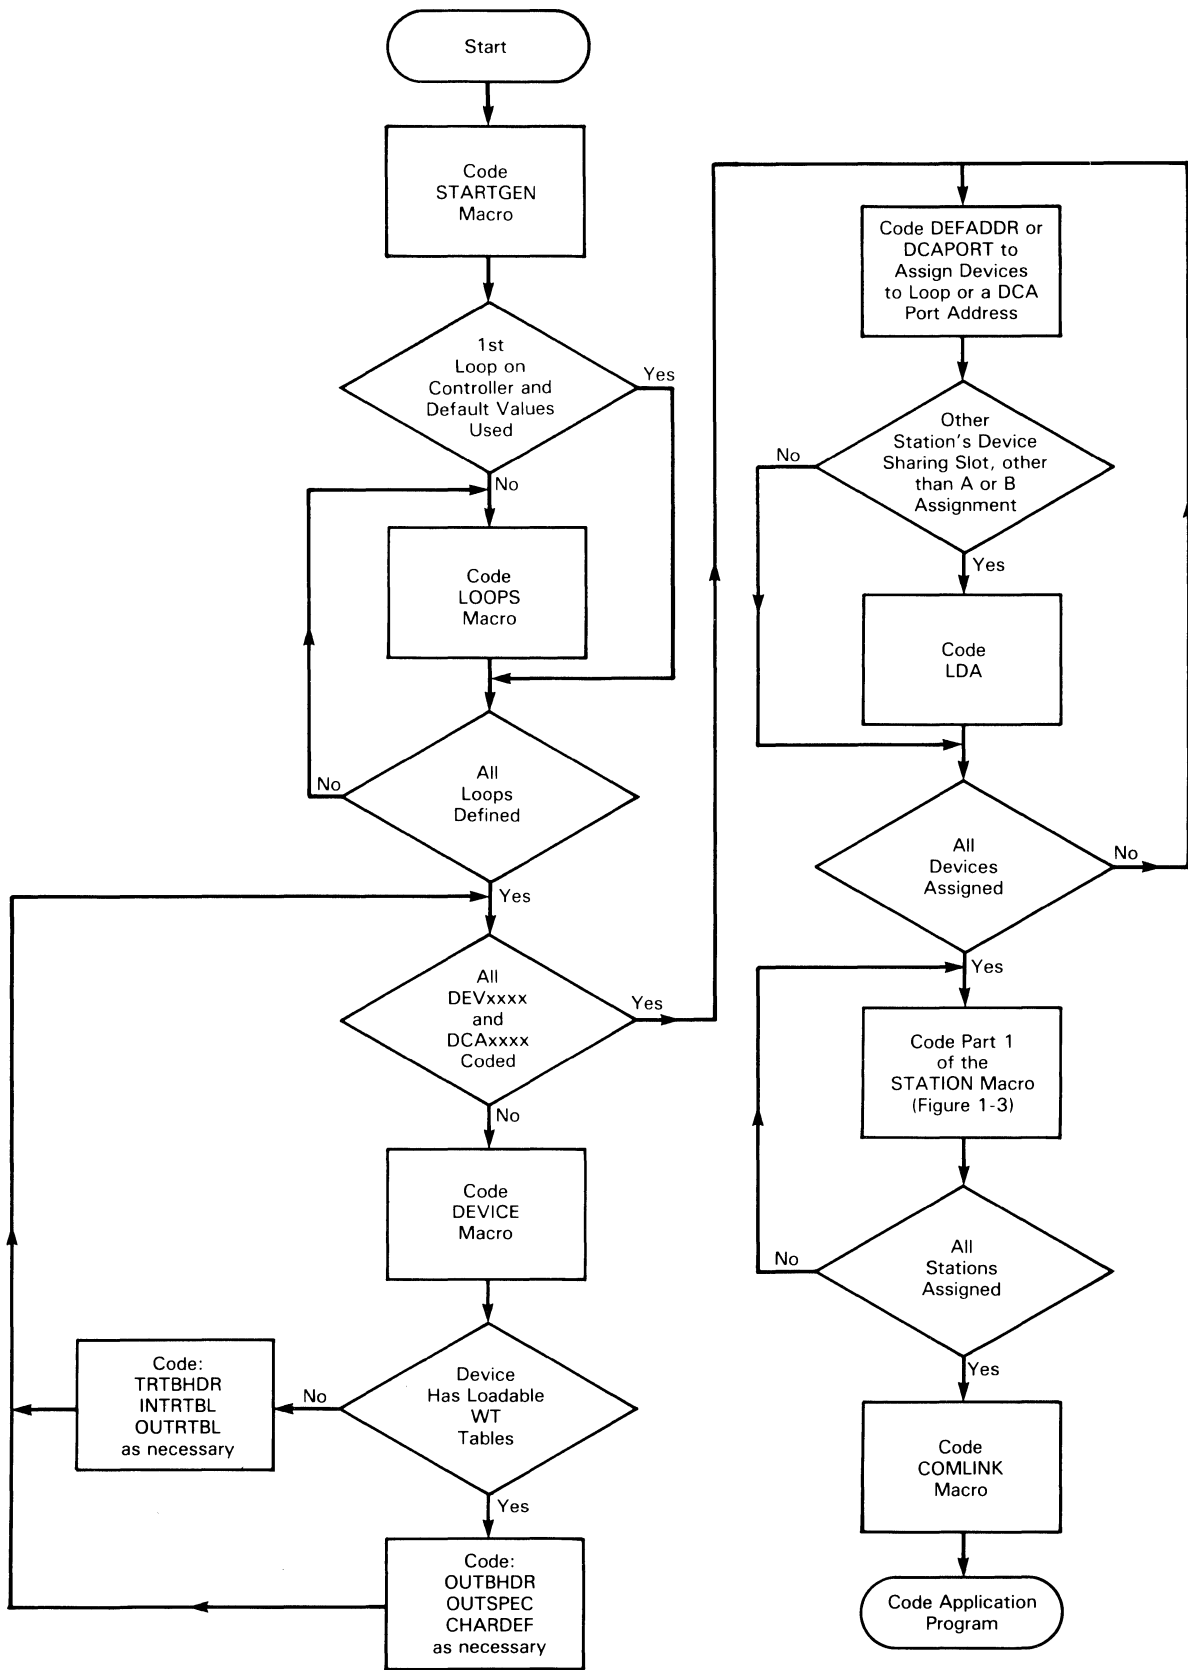 Start
Code
STARTGEN
Macro
1st
Loop on
Controller and
Default Values
Used
Yes
No
Code
LOOPS
Macro
All
Loops
Defined
No
Yes
All
DEVxxxx
and
DCAxxxx
Coded
Yes
No
Code
DEVICE
Macro
Device
Has Loadable
WT
Tables
No
Code:
TRTBHDR
INTRTBL
OUTRTBL
as necessary
Yes
Code:
OUTBHDR
OUTSPEC
CHARDEF
as necessary
Code DEFADDR or
DCAPORT to
Assign Devices
to Loop or a DCA
Port Address
Other
Station's Device
Sharing Slot, other
than A or B
Assignment
No
Yes
Code
LDA
All
Devices
Assigned
No
Yes
Code Part 1
of the
STATION Macro
(Figure 1-3)
All
Stations
Assigned
No
Yes
Code
COMLINK
Macro
Code Application
Program